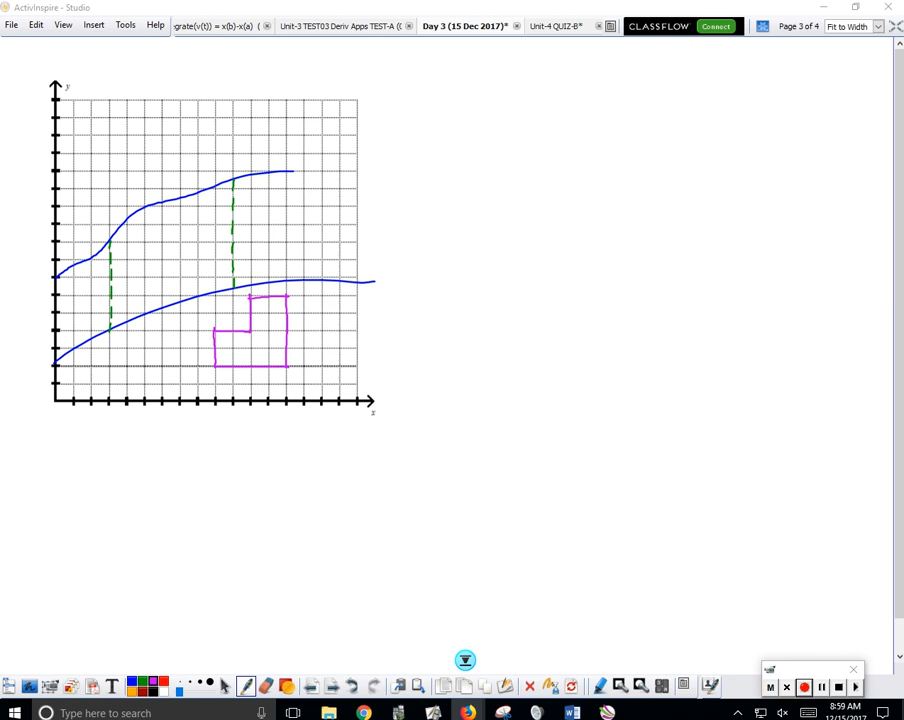 ActivInspire - Studio
File Edit View Insert Tools Help
grate(v(t)) = x(b)-x(a) ( Unit-3 TEST03 Deriv Apps TEST-A (C Day 3 (15 Dec 2017)* Unit-4 QUIZ-B* CLASSFLOW Connect Page 3 of 4 Fit to Width
y
x
T
M
Type here to search
8:59 AM
12/15/2017